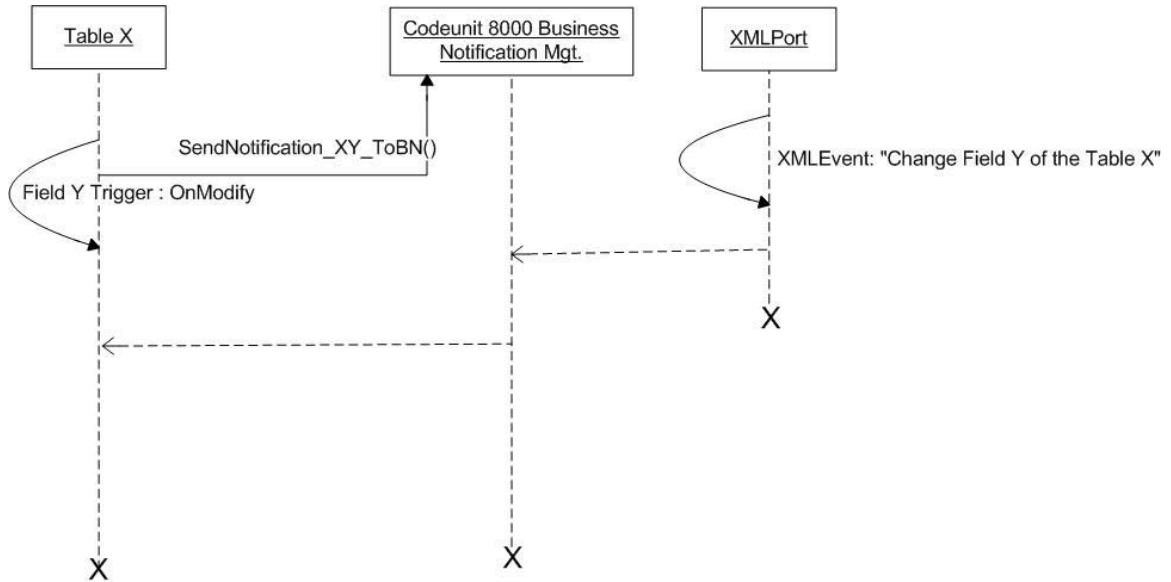 Table X
Codeunit 8000 Business
Notification Mgt.
XMLPort
SendNotification_XY_ToBN()
XMLEvent: "Change Field Y of the Table X"
Field Y Trigger : OnModify
X
X
X